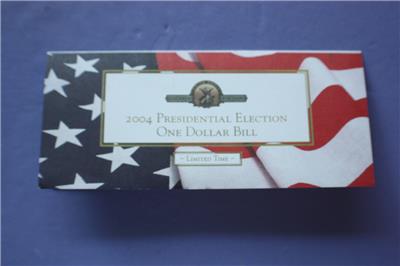 2004 Presidential Election
One Dollar Bill
~ Limited Time ~